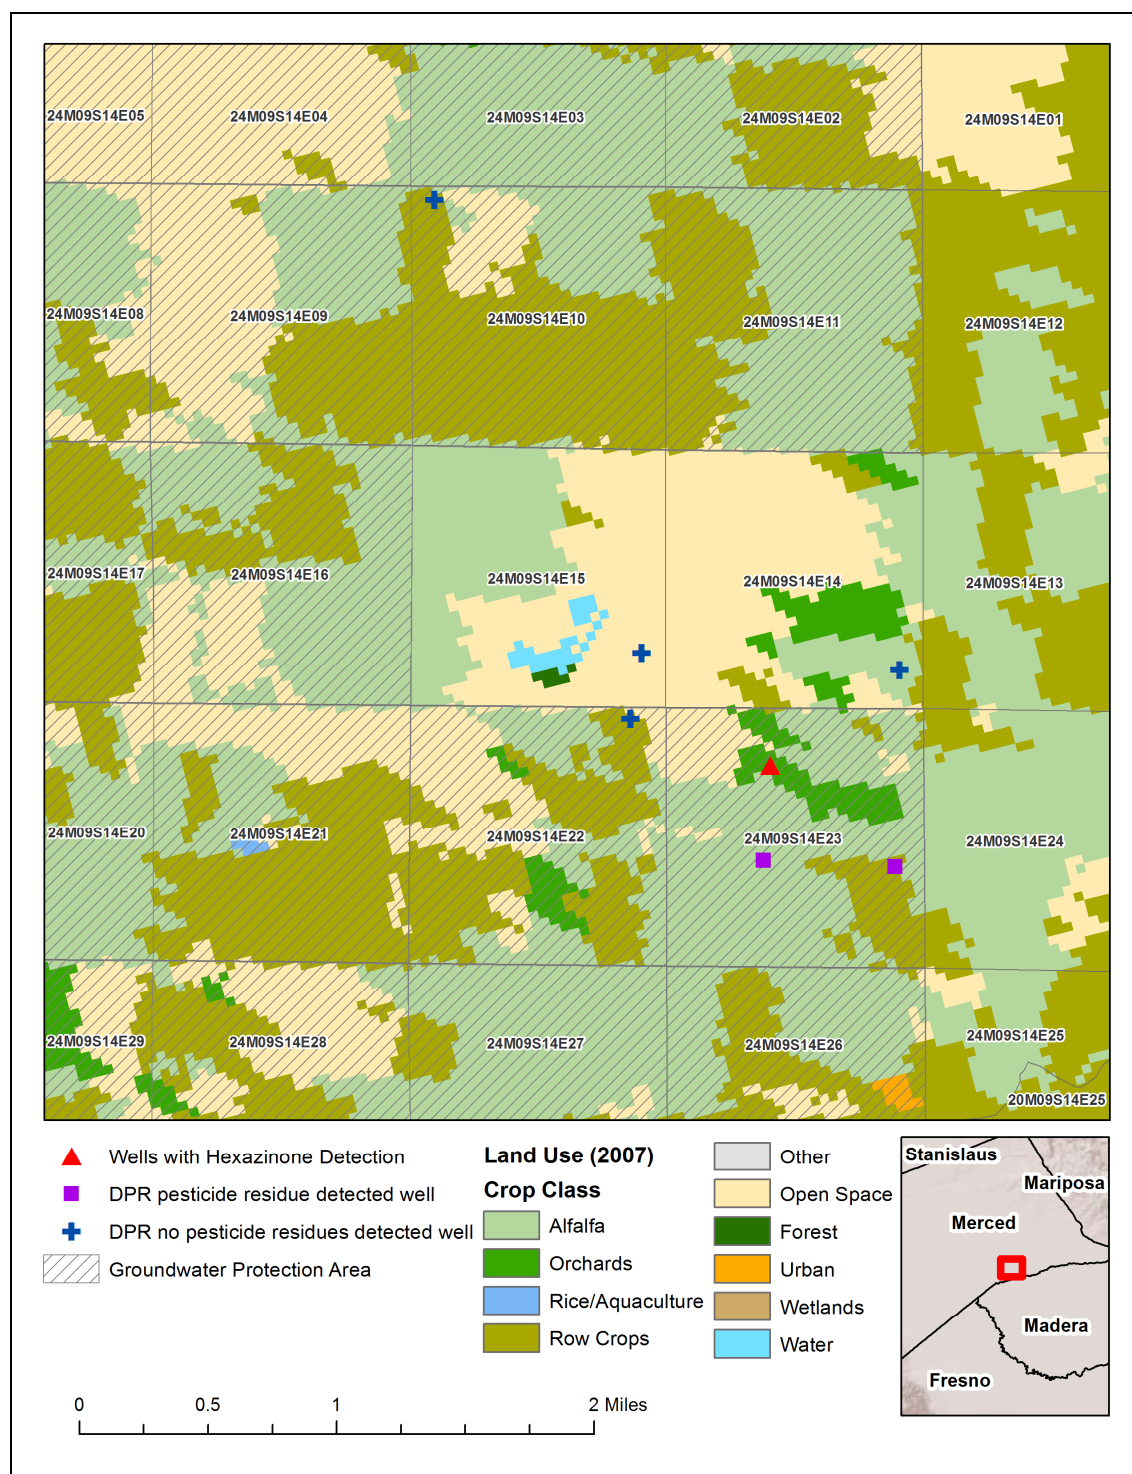 24M09S14E05
24M09S14E04
24M09S14E03
24M09S14E02
24M09S14E01
24M09S14E08
24M09S14E09
24M09S14E10
24M09S14E11
24M09S14E12
24M09S14E17
24M09S14E16
24M09S14E15
24M09S14E14
24M09S14E13
24M09S14E20
24M09S14E21
24M09S14E22
24M09S14E23
24M09S14E24
24M09S14E29
24M09S14E28
24M09S14E27
24M09S14E26
24M09S14E25
20M09S14E25
Wells with Hexazinone Detection
DPR pesticide residue detected well
DPR no pesticide residues detected well
Groundwater Protection Area
Land Use (2007)
Crop Class
Alfalfa
Orchards
Rice/Aquaculture
Row Crops
Other
Open Space
Forest
Urban
Wetlands
Water
Stanislaus
Mariposa
Merced
Madera
Fresno
0 0.5 1 2 Miles